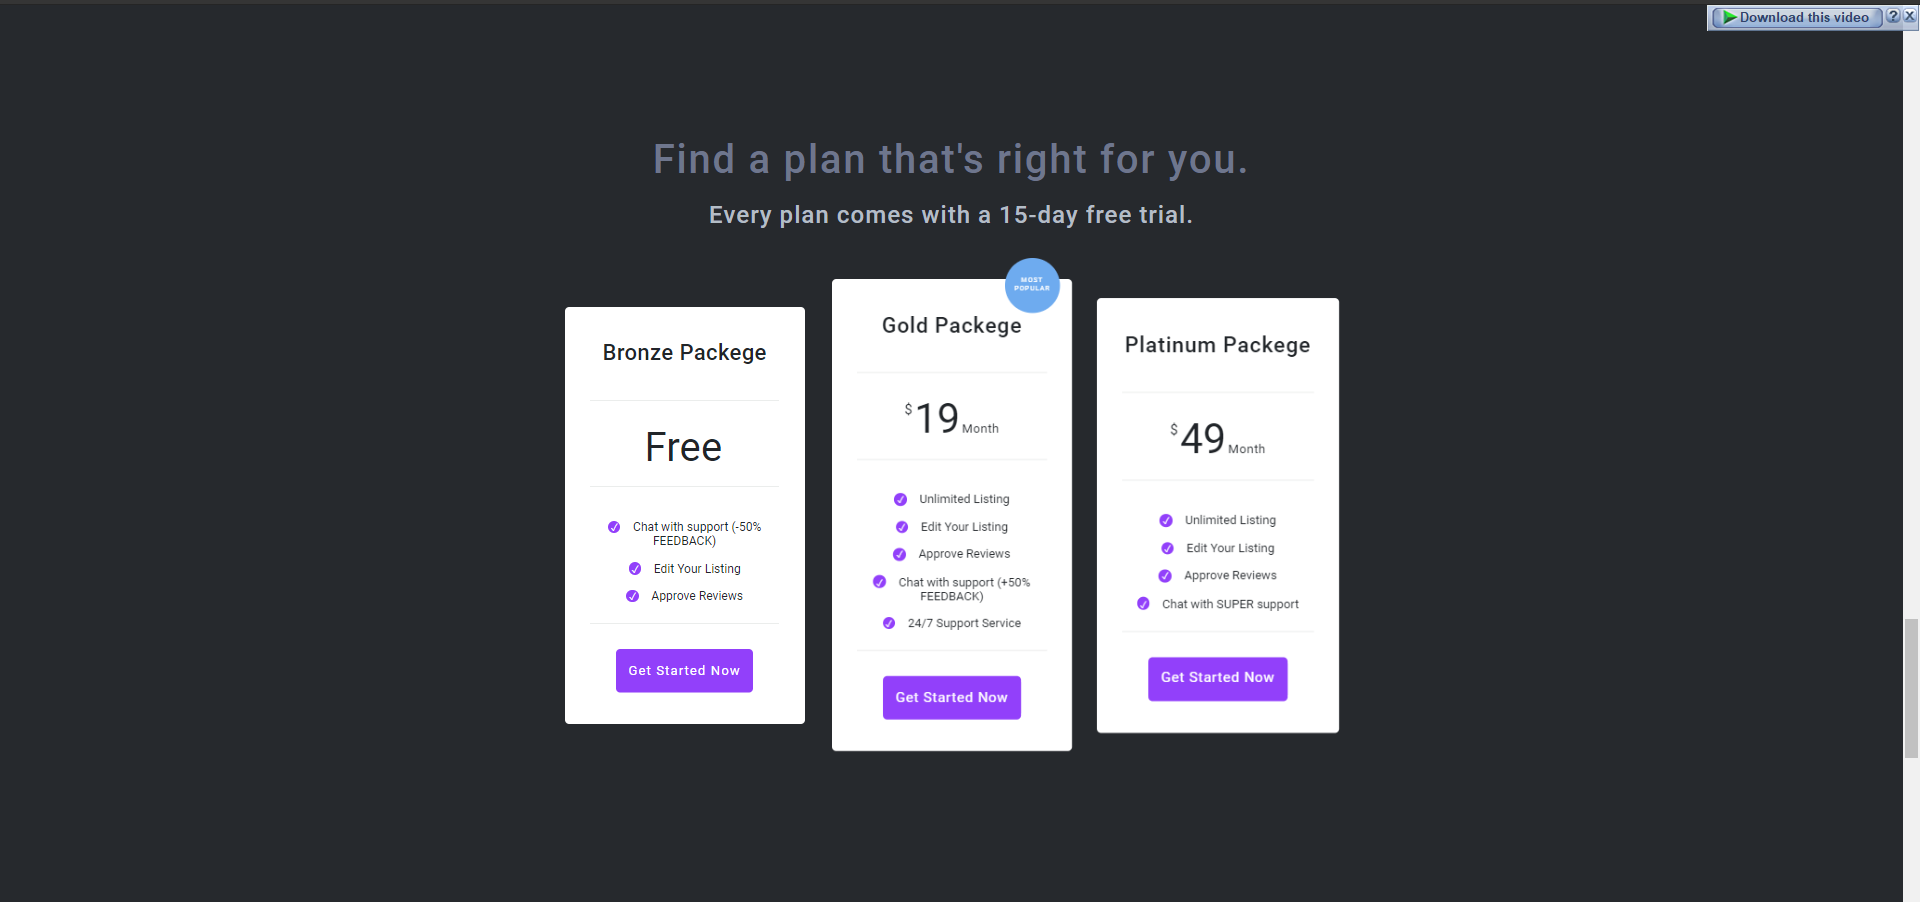 Download this video
?
X
Find a plan that's right for you.
Every plan comes with a 15-day free trial.
Bronze Packege
Free
Chat with support (-50%
FEEDBACK)
Edit Your Listing
Approve Reviews
Get Started Now
MOST
POPULAR
Gold Packege
$19 Month
Unlimited Listing
Edit Your Listing
Approve Reviews
Chat with support (+50%
FEEDBACK)
24/7 Support Service
Get Started Now
Platinum Packege
$49 Month
Unlimited Listing
Edit Your Listing
Approve Reviews
Chat with SUPER support
Get Started Now